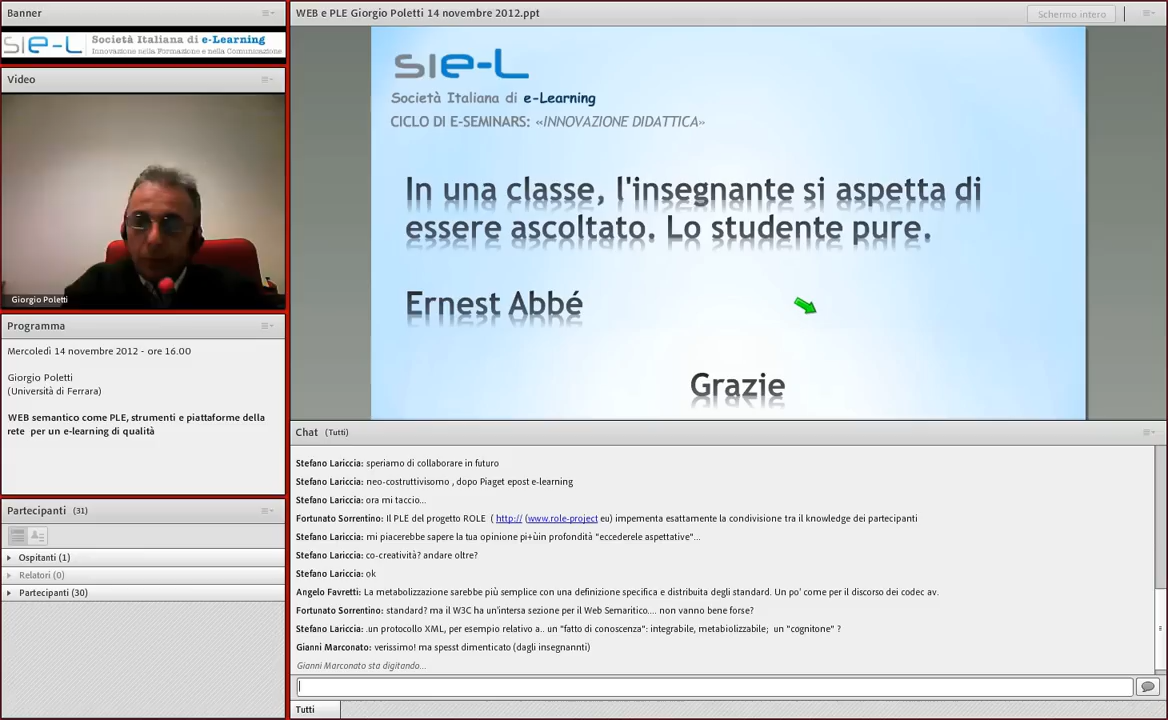 Banner
SIe-L Società Italiana di e-Learning
Innovazione nella Formazione e nella Comunicazione
Video
Giorgio Poletti
Programma
Mercoledì 14 novembre 2012 - ore 16.00
Giorgio Poletti
(Università di Ferrara)
WEB semantico come PLE, strumenti e piattaforme della
rete per un e-learning di qualità
Partecipanti (31)
Ospitanti (1)
Relatori (0)
Partecipanti (30)
WEB e PLE Giorgio Poletti 14 novembre 2012.ppt
Schermo intero
SIe-L
Società Italiana di e-Learning
CICLO DI E-SEMINARS: «INNOVAZIONE DIDATTICA»
In una classe, l'insegnante si aspetta di
essere ascoltato. Lo studente pure.
Ernest Abbé
Grazie
Chat (Tutti)
Stefano Lariccia: speriamo di collaborare in futuro
Stefano Lariccia: neo-costruttivisomo , dopo Piaget epost e-learning
Stefano Lariccia: ora mi taccio...
Fortunato Sorrentino: Il PLE del progetto ROLE ( http:// (www.role-project eu) impementa esattamente la condivisione tra il knowledge dei partecipanti
Stefano Lariccia: mi piacerebbe sapere la tua opinione pi+ùin profondità "eccederele aspettative"...
Stefano Lariccia: co-creatività? andare oltre?
Stefano Lariccia: ok
Angelo Favretti: La metabolizzazione sarebbe più semplice con una definizione specifica e distribuita degli standard. Un po' come per il discorso dei codec av.
Fortunato Sorrentino: standard? ma il W3C ha un'intersa sezione per il Web Semaritico.... non vanno bene forse?
Stefano Lariccia: .un protocollo XML, per esempio relativo a.. un "fatto di conoscenza": integrabile, metabiolizzabile; un "cognitone" ?
Gianni Marconato: verissimo! ma spesst dimenticato (dagli insegnannti)
Gianni Marconato sta digitando...
Tutti